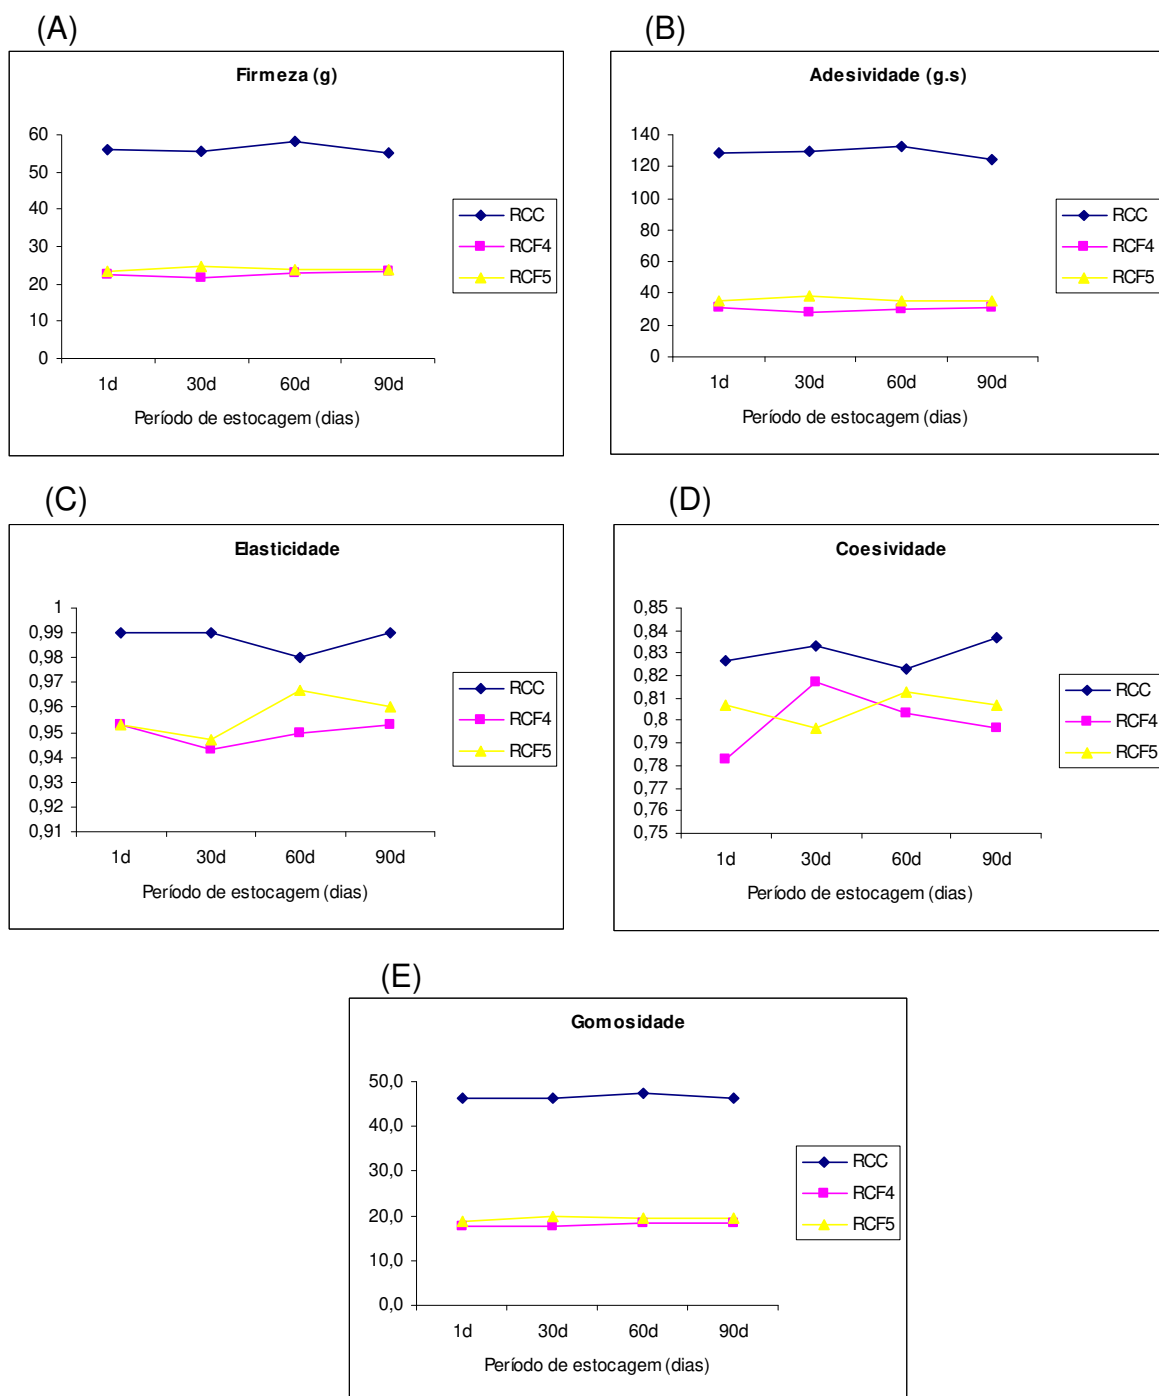 (A)
Firmeza (g)
60
50
40
30
20
10
0
1d 30d 60d 90d
Período de estocagem (dias)
RCC
RCF4
RCF5
(B)
Adesividade (g.s)
140
120
100
80
60
40
20
0
1d 30d 60d 90d
Período de estocagem (dias)
RCC
RCF4
RCF5
(C)
Elasticidade
1
0,99
0,98
0,97
0,96
0,95
0,94
0,93
0,92
0,91
1d 30d 60d 90d
Período de estocagem (dias)
RCC
RCF4
RCF5
(D)
Coesividade
0,85
0,84
0,83
0,82
0,81
0,8
0,79
0,78
0,77
0,76
0,75
1d 30d 60d 90d
Período de estocagem (dias)
RCC
RCF4
RCF5
(E)
Gomosidade
50,0
40,0
30,0
20,0
10,0
0,0
1d 30d 60d 90d
Período de estocagem (dias)
RCC
RCF4
RCF5